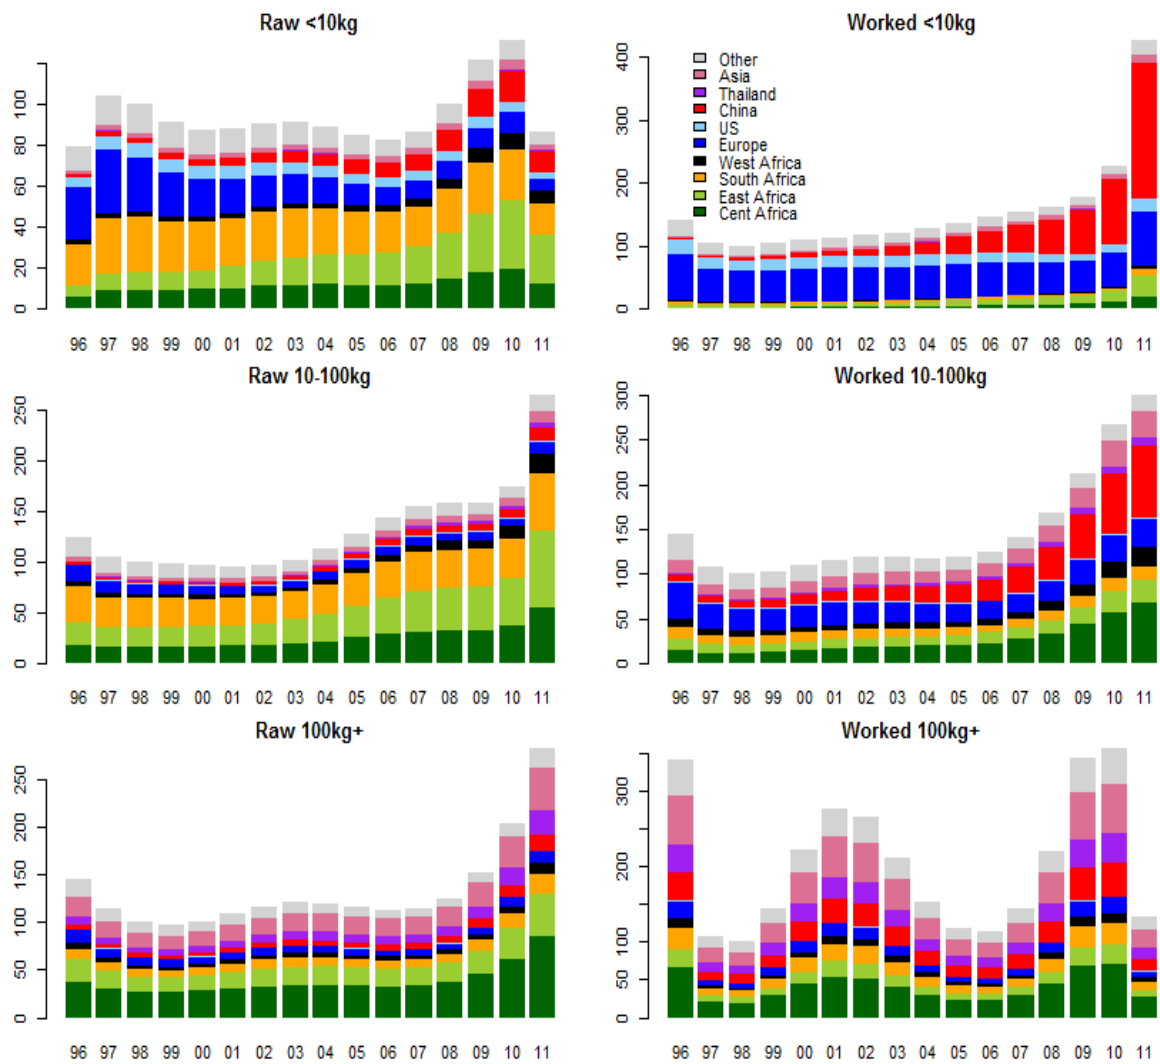 Raw <10kg
0 20 40 60 80 100
96 97 98 99 00 01 02 03 04 05 06 07 08 09 10 11
Worked <10kg
0 100 200 300 400
Other
Asia
Thailand
China
US
Europe
West Africa
South Africa
East Africa
Cent Africa
96 97 98 99 00 01 02 03 04 05 06 07 08 09 10 11
Raw 10-100kg
0 50 100 150 200 250
96 97 98 99 00 01 02 03 04 05 06 07 08 09 10 11
Worked 10-100kg
0 50 100 150 200 250 300
96 97 98 99 00 01 02 03 04 05 06 07 08 09 10 11
Raw 100kg+
0 50 100 150 200 250
96 97 98 99 00 01 02 03 04 05 06 07 08 09 10 11
Worked 100kg+
0 50 100 200 300
96 97 98 99 00 01 02 03 04 05 06 07 08 09 10 11